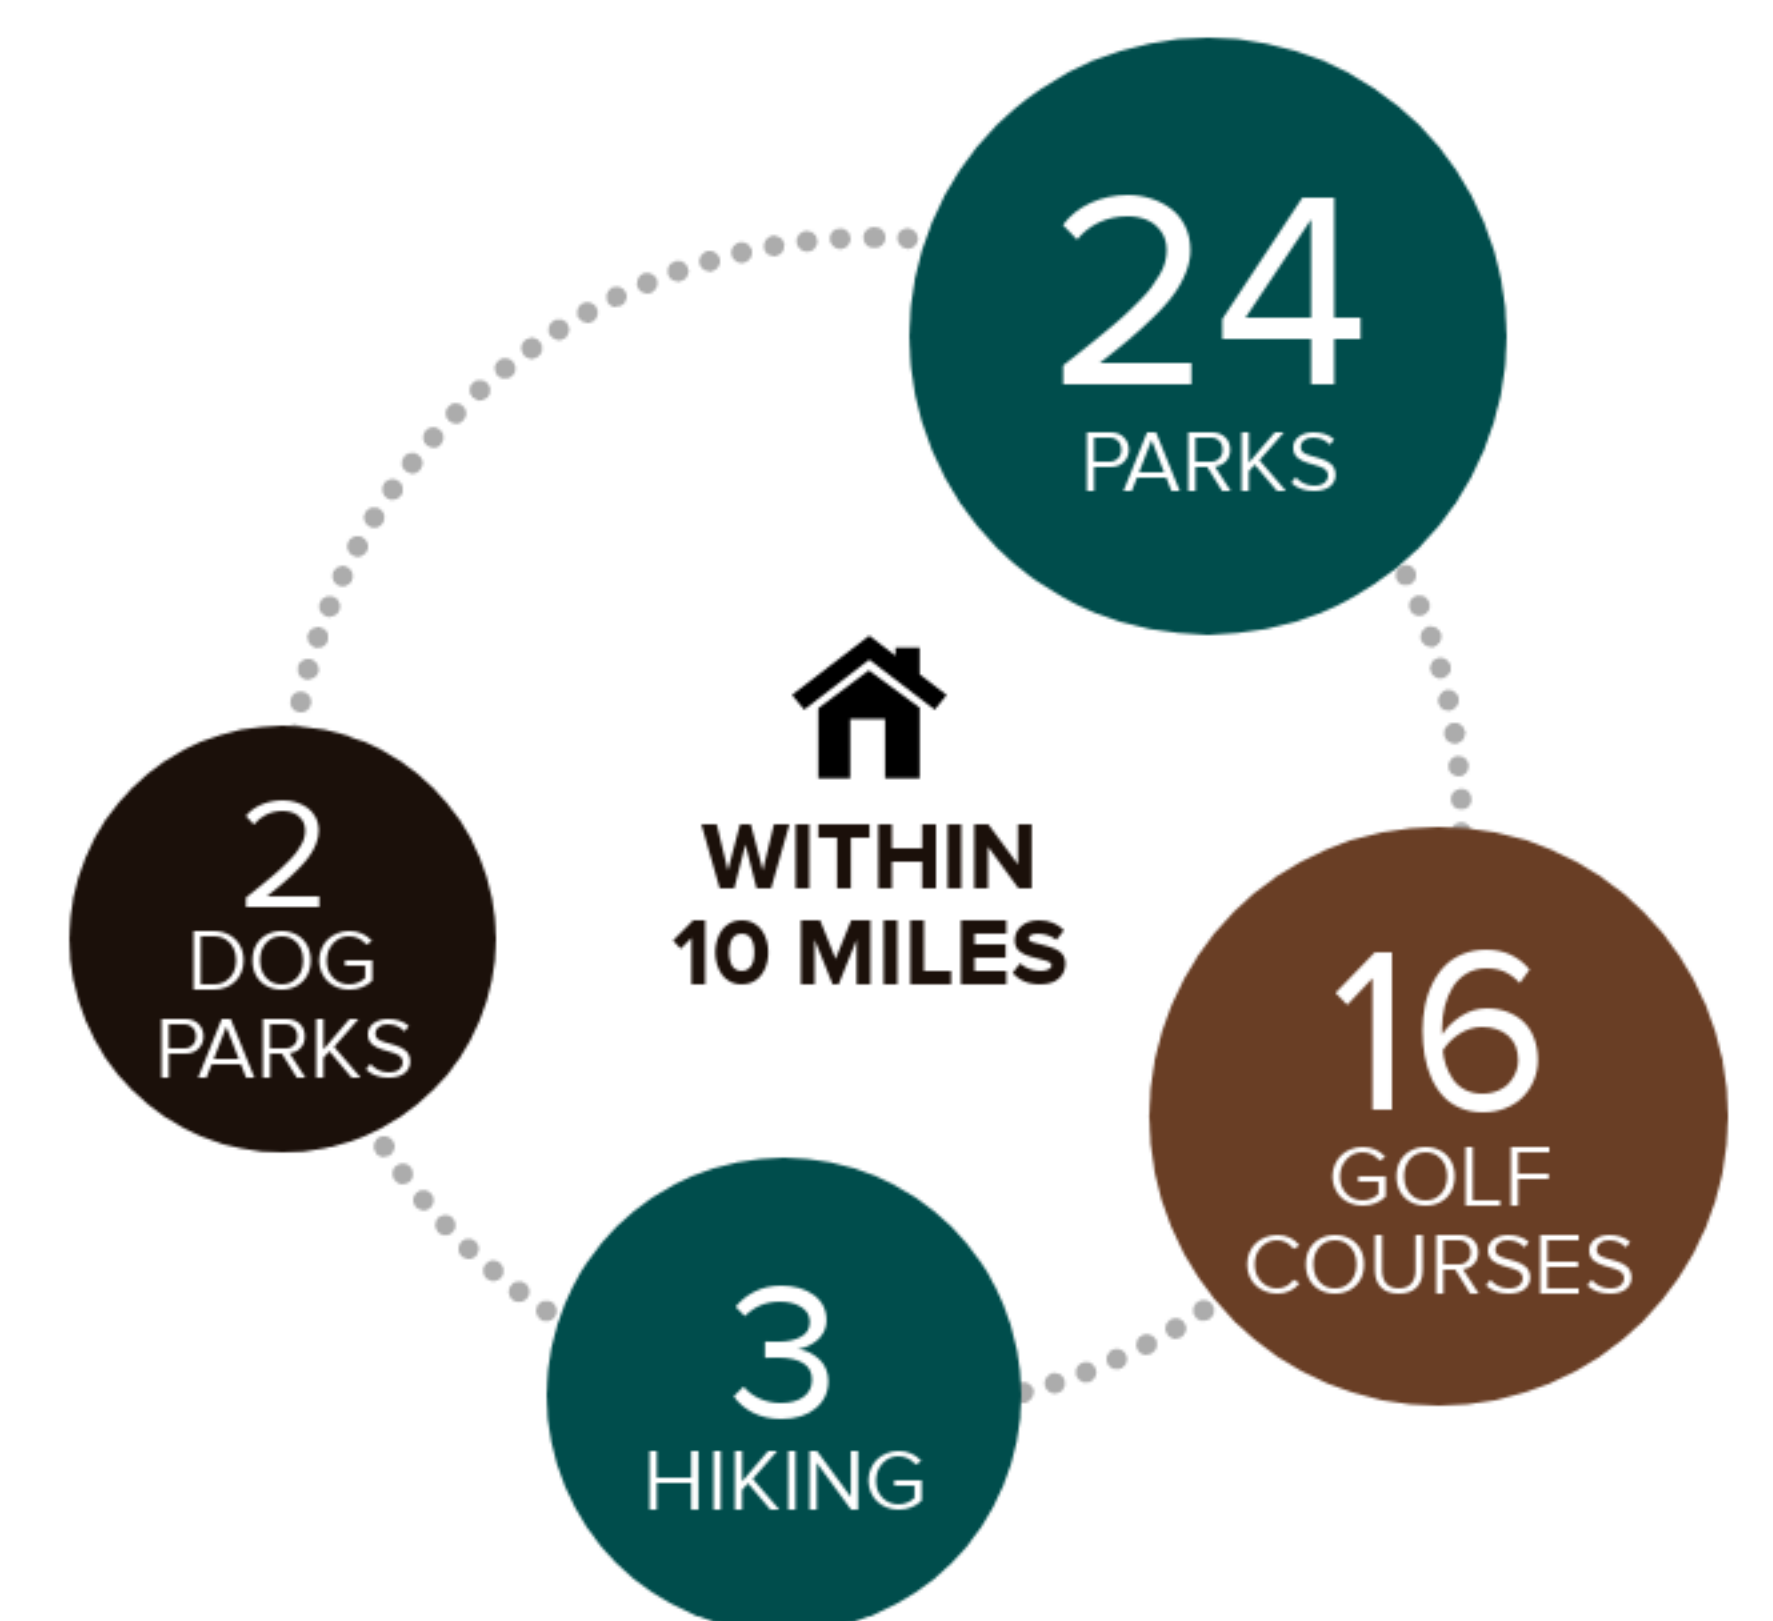 24
PARKS
WITHIN
10 MILES
2
DOG
PARKS
16
GOLF
COURSES
3
HIKING